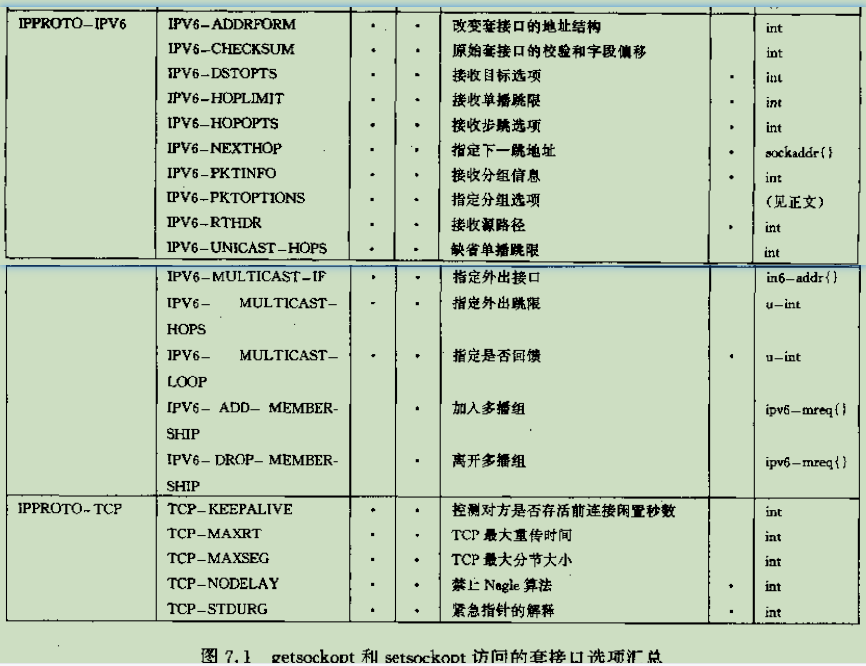 IPPROTO-IPV6 IPV6-ADDRFORM · · 改变套接口的地址结构 int
IPV6-CHECKSUM · · 原始套接口的校验和字段偏移 int
IPV6-DSTOPTS · · 接收目标选项 · int
IPV6-HOPLIMIT · · 接收单播跳限 · int
IPV6-HOPOPTS · · 接收步跳选项 · int
IPV6-NEXTHOP · · 指定下一跳地址 · sockaddr{}
IPV6-PKTINFO · · 接收分组信息 · int
IPV6-PKTOPTIONS · · 指定分组选项 (见正文)
IPV6-RTHDR · · 接收源路径 · int
IPV6-UNICAST-HOPS · · 缺省单播跳限 int
IPV6-MULTICAST-IF · · 指定外出接口 in6-addr{}
IPV6- MULTICAST- · · 指定外出跳限 u-int
HOPS
IPV6- MULTICAST- · · 指定是否回馈 · u-int
LOOP
IPV6- ADD- MEMBER- · 加入多播组 ipv6-mreq{}
SHIP
IPV6- DROP- MEMBER- · 离开多播组 ipv6-mreq{}
SHIP
IPPROTO-TCP TCP-KEEPALIVE · · 控测对方是否存活前连接闲置秒数 int
TCP-MAXRT · · TCP 最大重传时间 int
TCP-MAXSEG · · TCP 最大分节大小 int
TCP-NODELAY · · 禁止 Nagle 算法 · int
TCP-STDURG · · 紧急指针的解释 · int
图 7.1 getsockopt 和 setsockopt 访问的套接口选项汇总